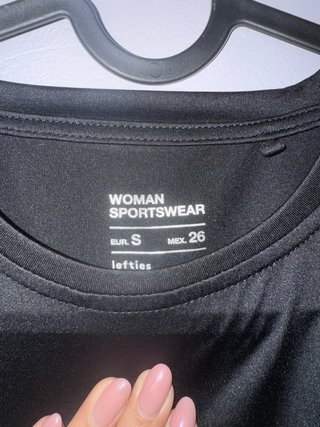 WOMAN
SPORTSWEAR
EUR. S MEX. 26
lefties